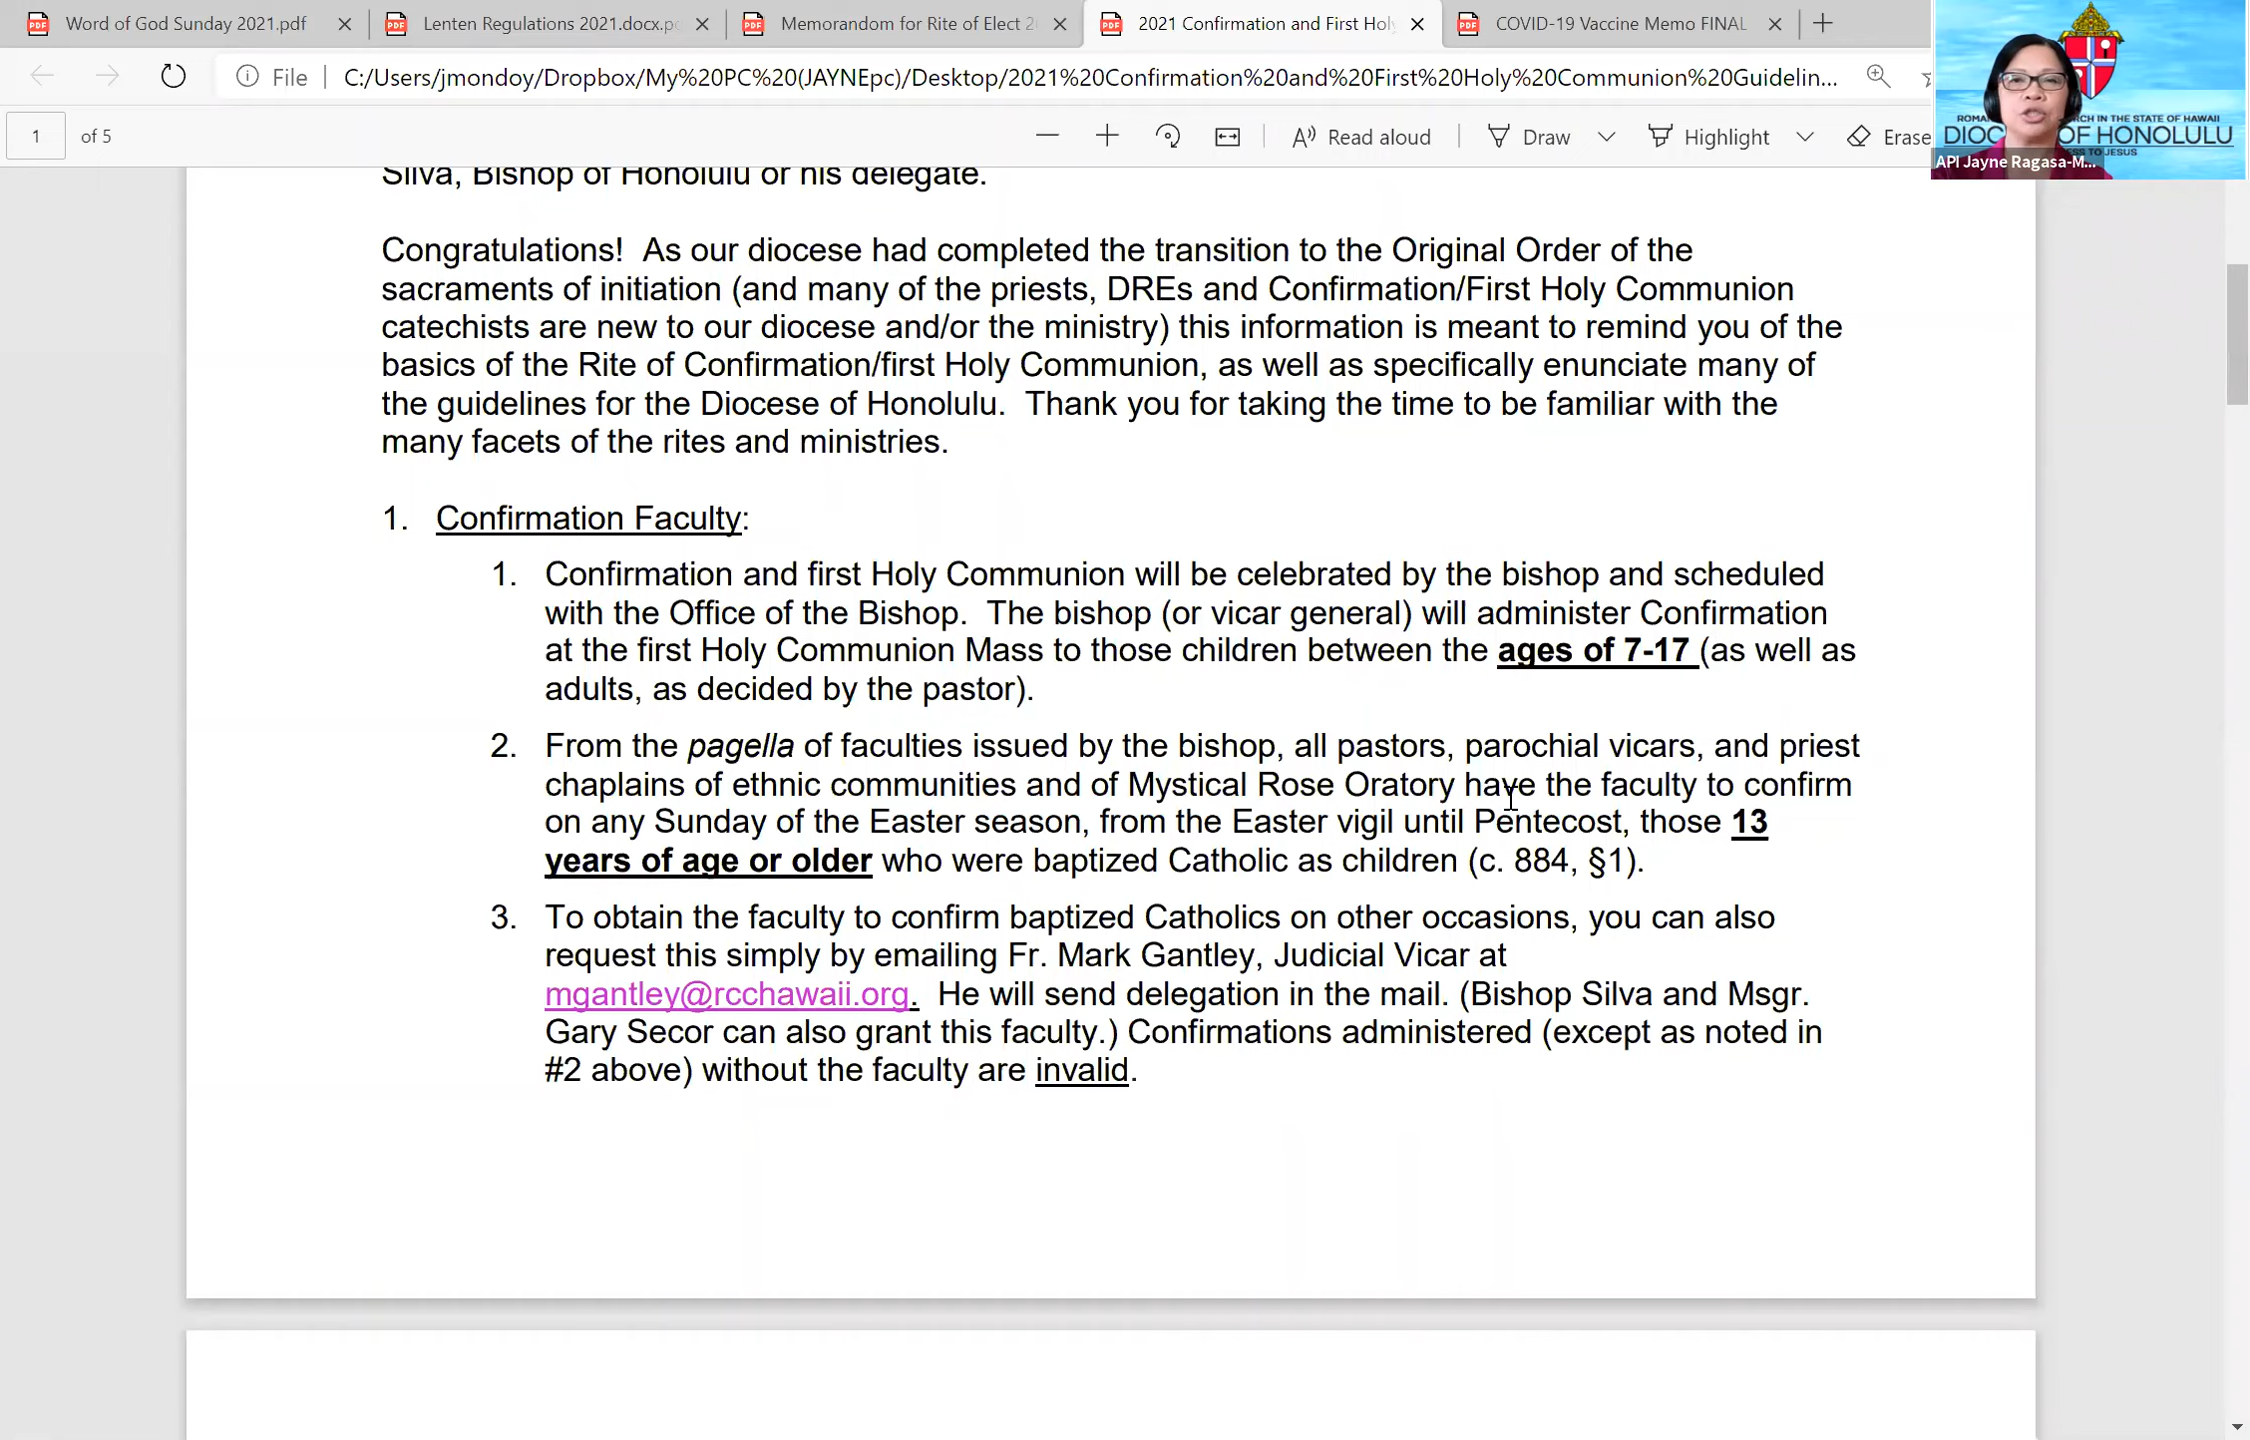 Word of God Sunday 2021.pdf
Lenten Regulations 2021.docx.p
Memorandum for Rite of Elect 2
2021 Confirmation and First Hol
COVID-19 Vaccine Memo FINAL
File
C:/Users/jmondoy/Dropbox/My%20PC%20(JAYNEpc)/Desktop/2021%20Confirmation%20and%20First%20Holy%20Communion%20Guidelin...
1 of 5
Read aloud
Draw
Highlight
Erase
DIOC OF HONOLULU
API Jayne Ragasa-M...
Silva, Bishop of Honolulu or his delegate.
Congratulations!  As our diocese had completed the transition to the Original Order of the
sacraments of initiation (and many of the priests, DREs and Confirmation/First Holy Communion
catechists are new to our diocese and/or the ministry) this information is meant to remind you of the
basics of the Rite of Confirmation/first Holy Communion, as well as specifically enunciate many of
the guidelines for the Diocese of Honolulu.  Thank you for taking the time to be familiar with the
many facets of the rites and ministries.
1. Confirmation Faculty:
1. Confirmation and first Holy Communion will be celebrated by the bishop and scheduled
with the Office of the Bishop.  The bishop (or vicar general) will administer Confirmation
at the first Holy Communion Mass to those children between the ages of 7-17 (as well as
adults, as decided by the pastor).
2. From the pagella of faculties issued by the bishop, all pastors, parochial vicars, and priest
chaplains of ethnic communities and of Mystical Rose Oratory have the faculty to confirm
on any Sunday of the Easter season, from the Easter vigil until Pentecost, those 13
years of age or older who were baptized Catholic as children (c. 884, §1).
3. To obtain the faculty to confirm baptized Catholics on other occasions, you can also
request this simply by emailing Fr. Mark Gantley, Judicial Vicar at
mgantley@rcchawaii.org.  He will send delegation in the mail. (Bishop Silva and Msgr.
Gary Secor can also grant this faculty.) Confirmations administered (except as noted in
#2 above) without the faculty are invalid.